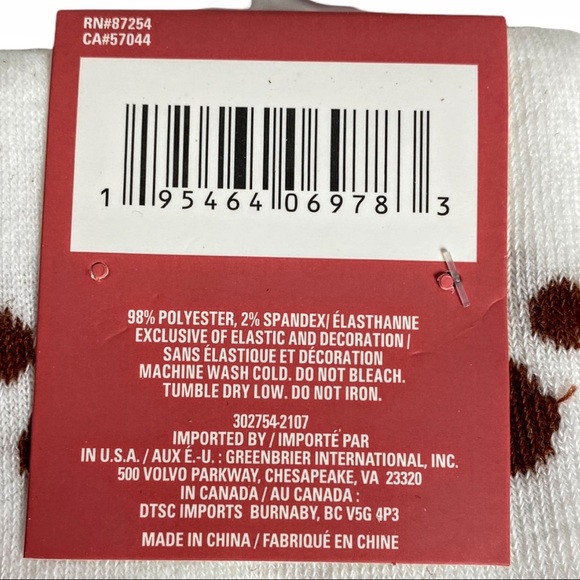 RN#87254
CA#57044
1 95464 06978 3
98% POLYESTER, 2% SPANDEX/ ÉLASTHANNE
EXCLUSIVE OF ELASTIC AND DECORATION /
SANS ÉLASTIQUE ET DÉCORATION
MACHINE WASH COLD. DO NOT BLEACH.
TUMBLE DRY LOW. DO NOT IRON.
302754-2107
IMPORTED BY / IMPORTÉ PAR
IN U.S.A. / AUX É.-U. : GREENBRIER INTERNATIONAL, INC.
500 VOLVO PARKWAY, CHESAPEAKE, VA 23320
IN CANADA / AU CANADA :
DTSC IMPORTS BURNABY, BC V5G 4P3
MADE IN CHINA / FABRIQUÉ EN CHINE